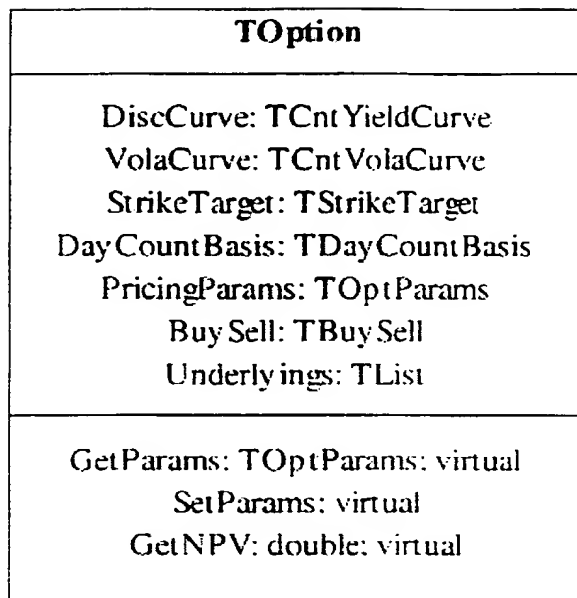 TOption
DiscCurve: TCntYieldCurve
VolaCurve: TCntVolaCurve
StrikeTarget: TStrikeTarget
DayCountBasis: TDayCountBasis
PricingParams: TOptParams
BuySell: TBuySell
Underlyings: TList
GetParams: TOptParams: virtual
SetParams: virtual
GetNPV: double: virtual